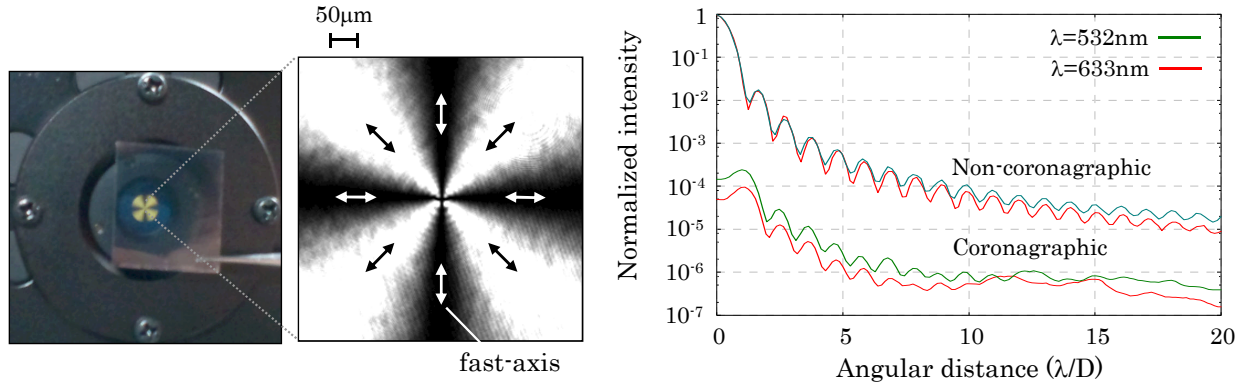 50μm
fast-axis
Normalized intensity
1
10⁻¹
10⁻²
10⁻³
10⁻⁴
10⁻⁵
10⁻⁶
10⁻⁷
λ=532nm
λ=633nm
Non-coronagraphic
Coronagraphic
0 5 10 15 20
Angular distance (λ/D)